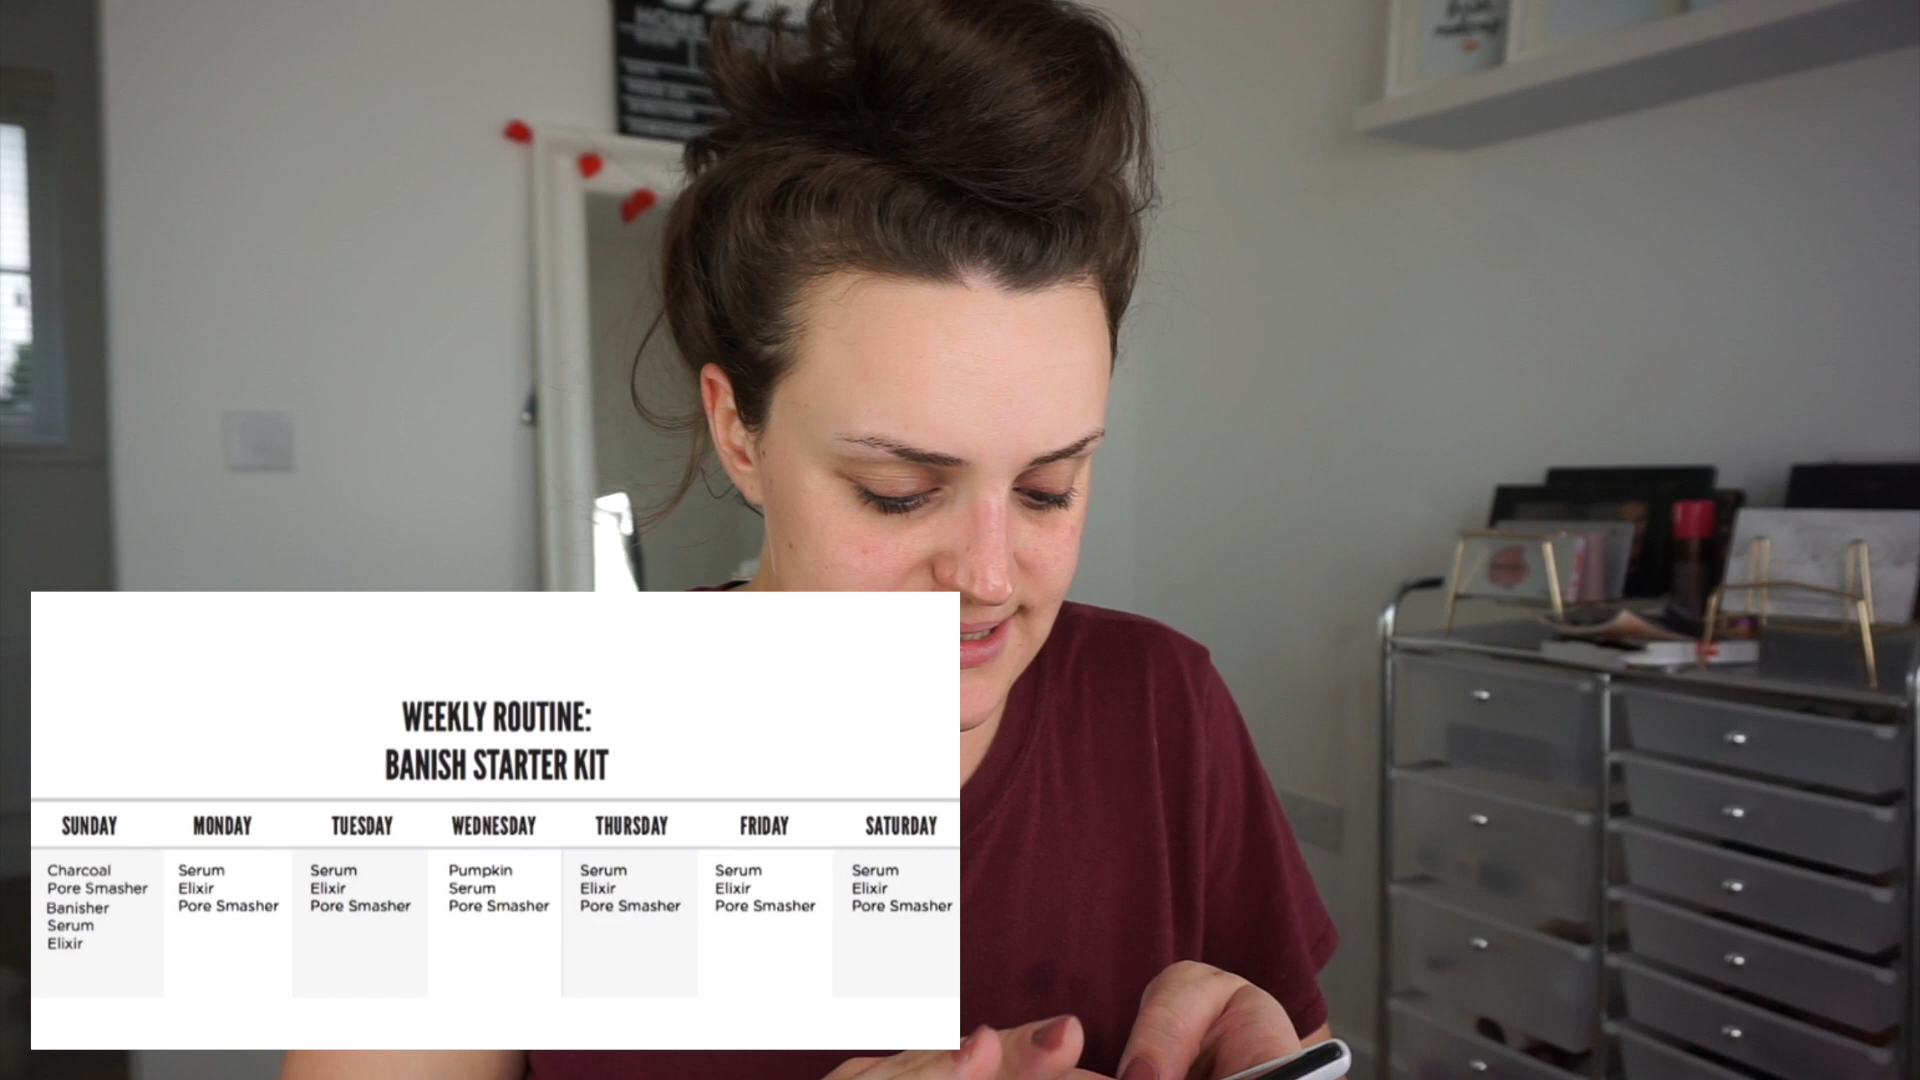 HOME
WEEKLY ROUTINE:
BANISH STARTER KIT
SUNDAY MONDAY TUESDAY WEDNESDAY THURSDAY FRIDAY SATURDAY
Charcoal Serum Serum Pumpkin Serum Serum Serum
Pore Smasher Elixir Elixir Serum Elixir Elixir Elixir
Banisher Pore Smasher Pore Smasher Pore Smasher Pore Smasher Pore Smasher Pore Smasher
Serum
Elixir